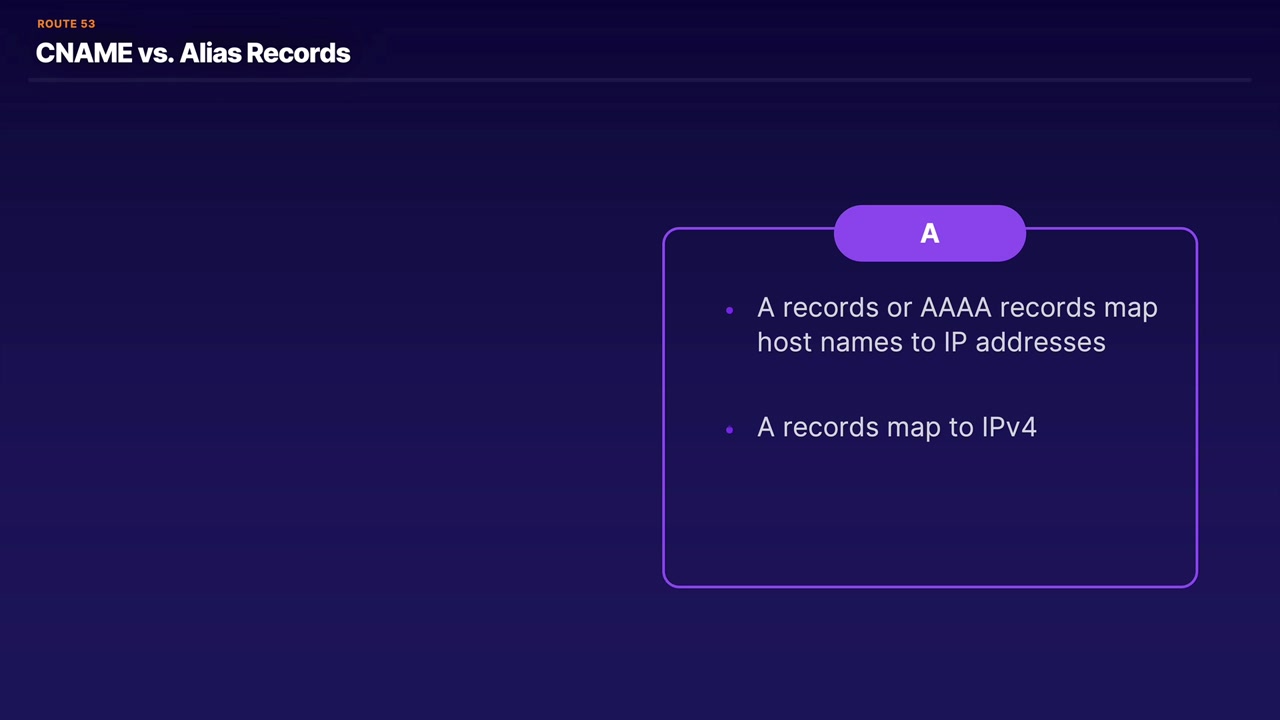 ROUTE 53
CNAME vs. Alias Records
A
• A records or AAAA records map
host names to IP addresses
• A records map to IPv4